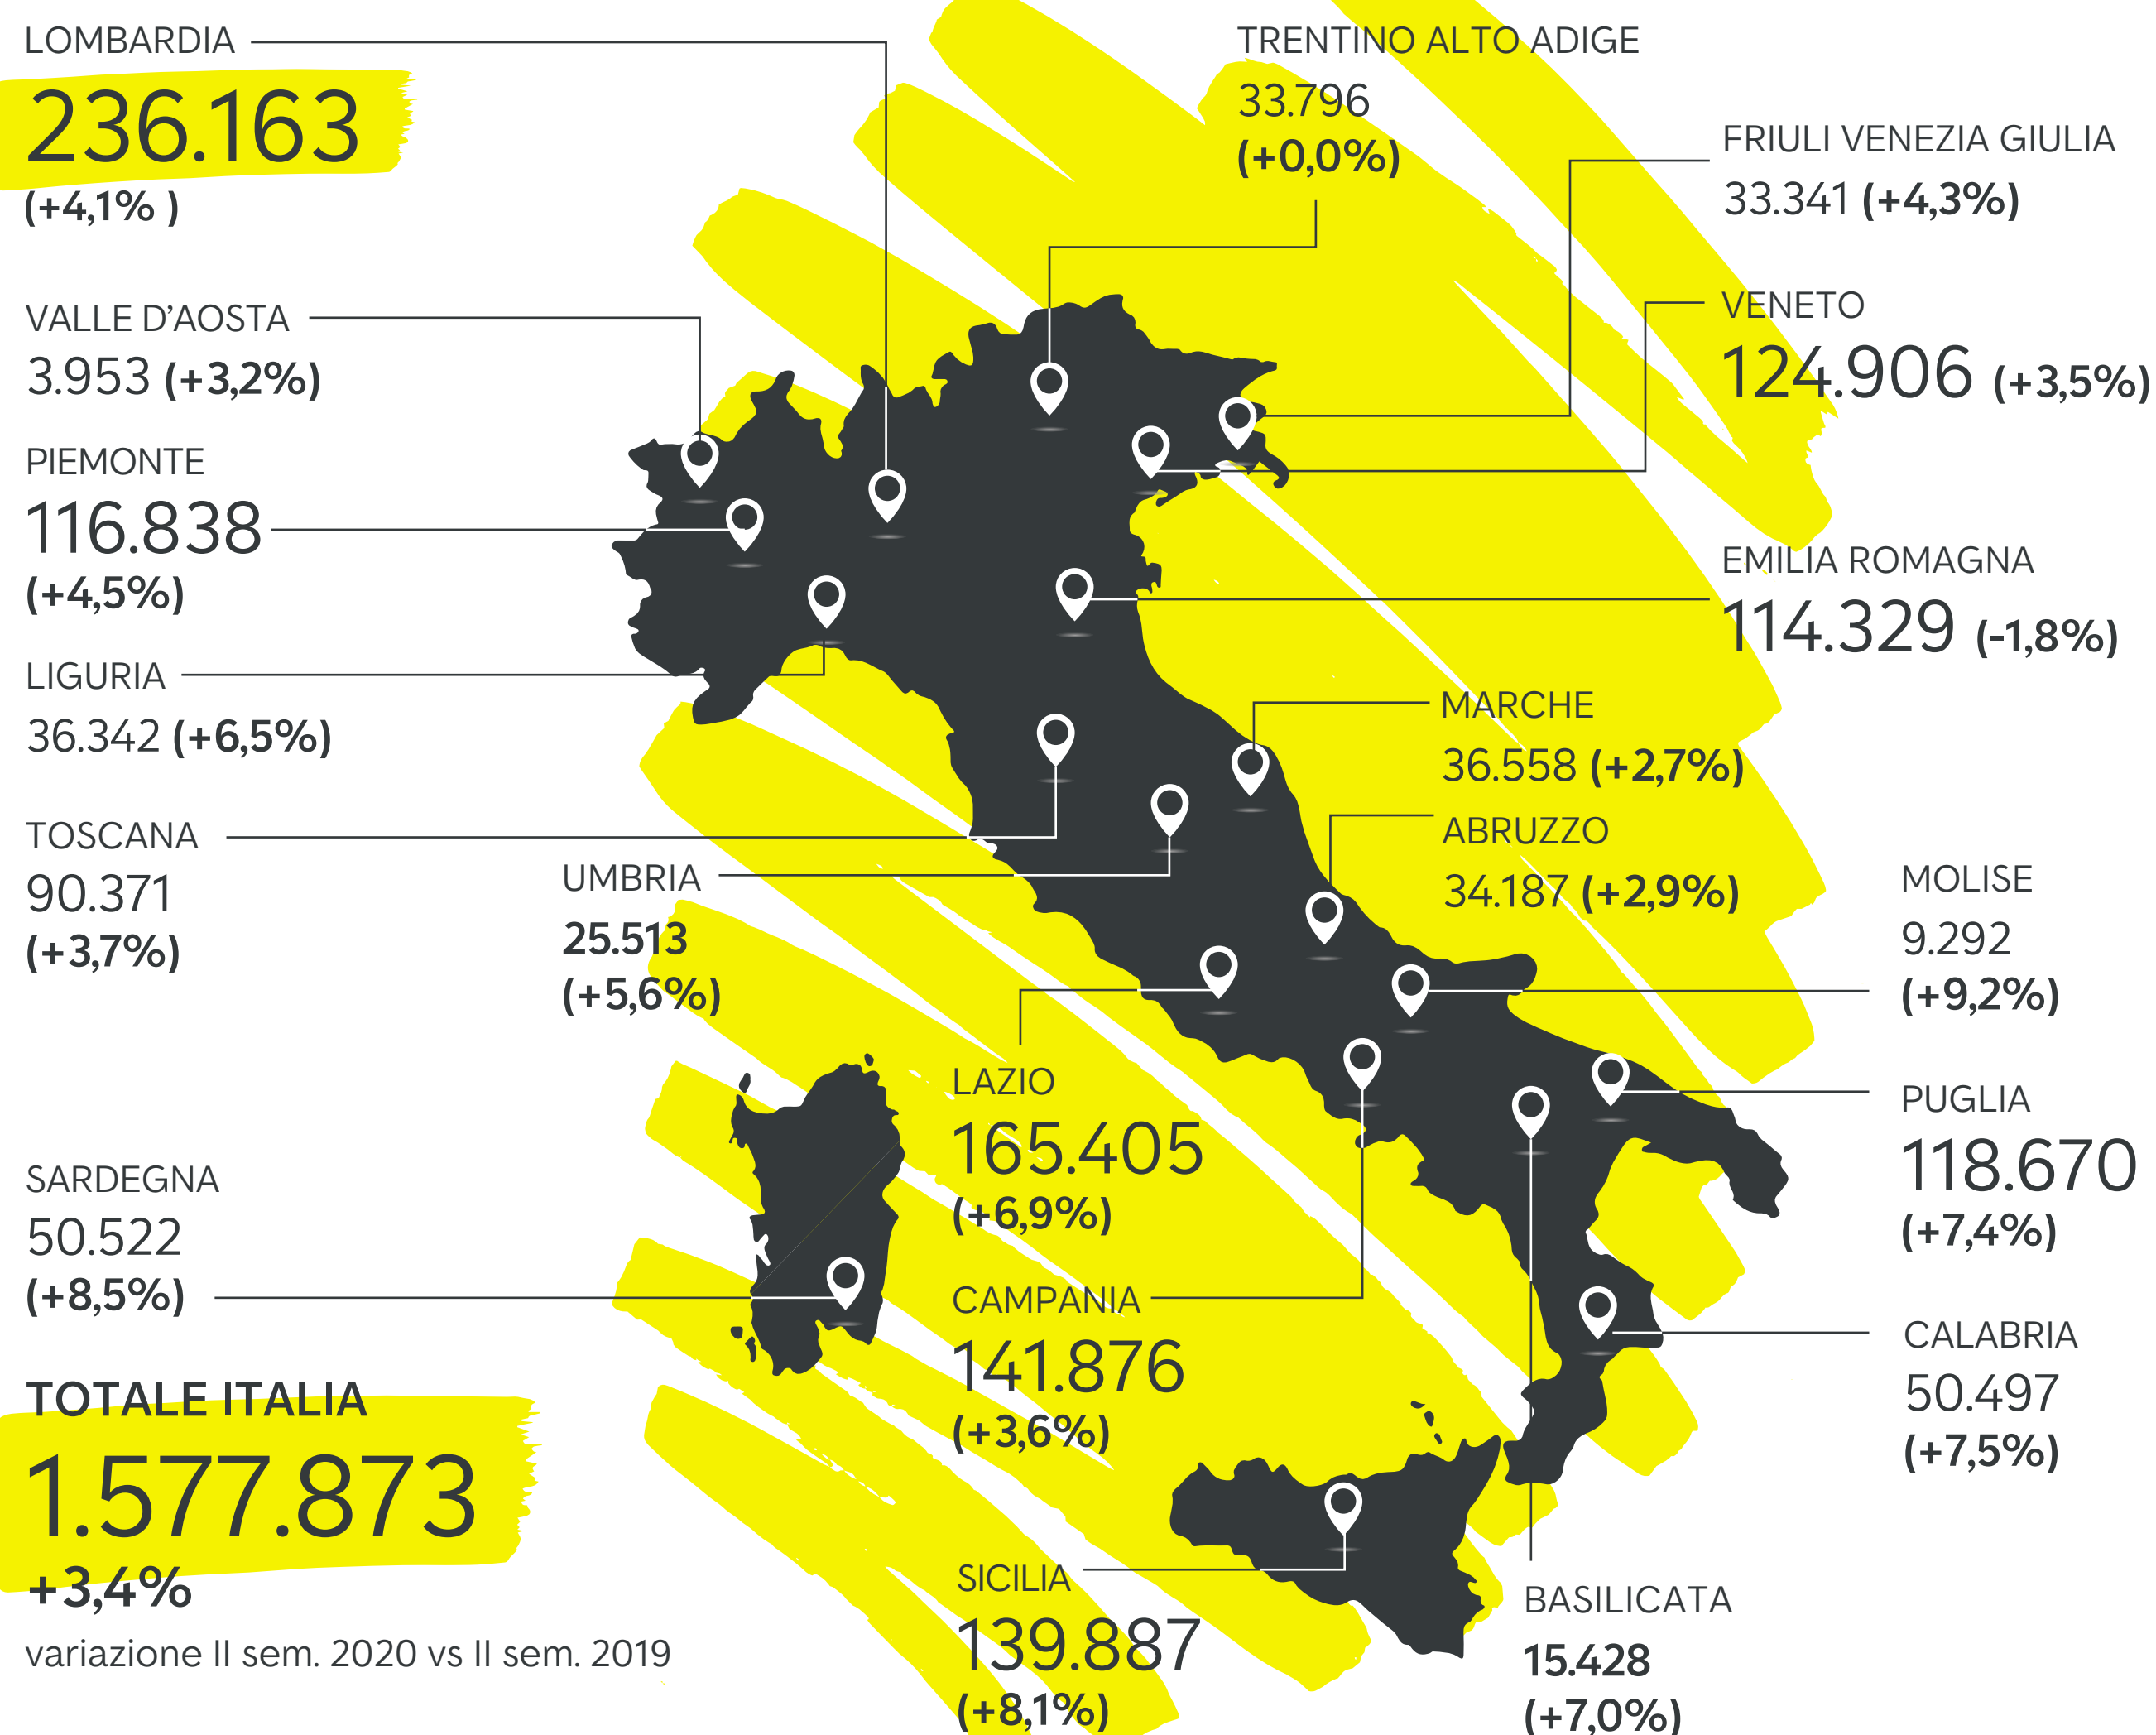 LOMBARDIA
236.163
(+4,1% )
VALLE D’AOSTA
3.953 (+3,2%)
PIEMONTE
116.838
(+4,5%)
LIGURIA
36.342 (+6,5%)
TOSCANA
90.371
(+3,7%)
UMBRIA
25.513
(+5,6%)
SARDEGNA
50.522
(+8,5%)
TOTALE ITALIA
1.577.873
+3,4%
variazione II sem. 2020 vs II sem. 2019
TRENTINO ALTO ADIGE
33.796
(+0,0%)
FRIULI VENEZIA GIULIA
33.341 (+4,3%)
VENETO
124.906 (+3,5%)
EMILIA ROMAGNA
114.329 (-1,8%)
MARCHE
36.558 (+2,7%)
ABRUZZO
34.187 (+2,9%)
MOLISE
9.292
(+9,2%)
LAZIO
165.405
(+6,9%)
PUGLIA
118.670
(+7,4%)
CAMPANIA
141.876
(+3,6%)
CALABRIA
50.497
(+7,5%)
SICILIA
139.887
(+8,1%)
BASILICATA
15.428
(+7,0%)